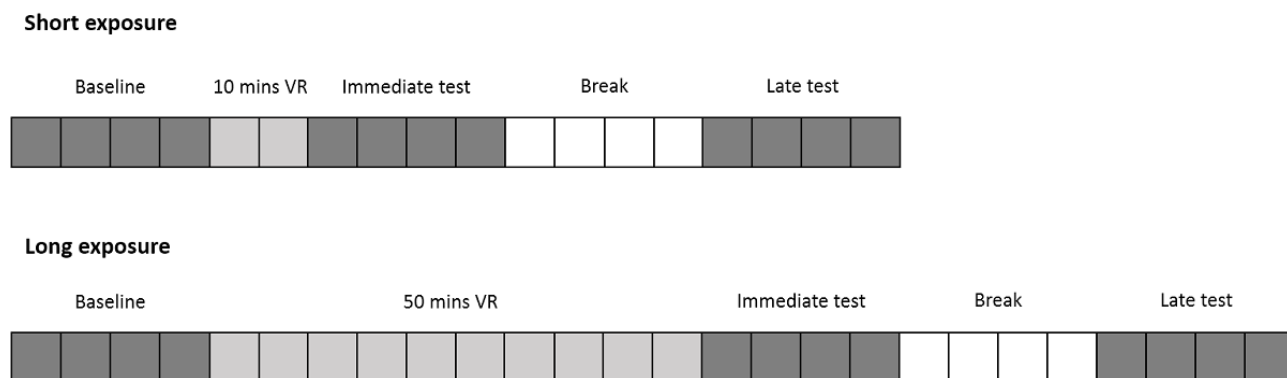 Short exposure
Baseline 10 mins VR Immediate test Break Late test
Long exposure
Baseline 50 mins VR Immediate test Break Late test